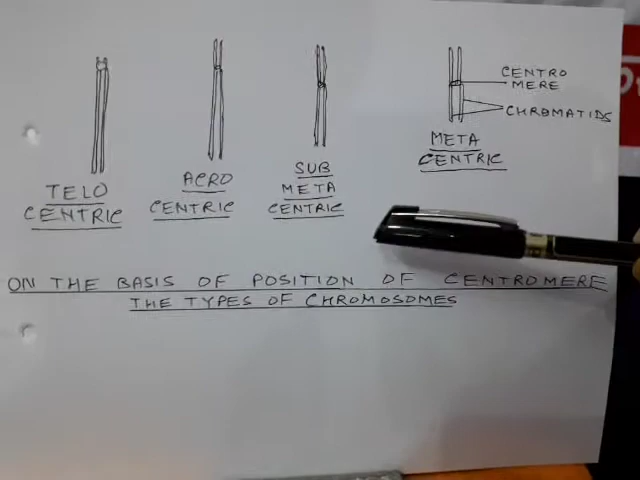 CENTRO
MERE
CHROMATIDS
TELO
CENTRIC
ACRO
CENTRIC
SUB
META
CENTRIC
META
CENTRIC
ON THE BASIS OF POSITION OF CENTROMERE
THE TYPES OF CHROMOSOMES